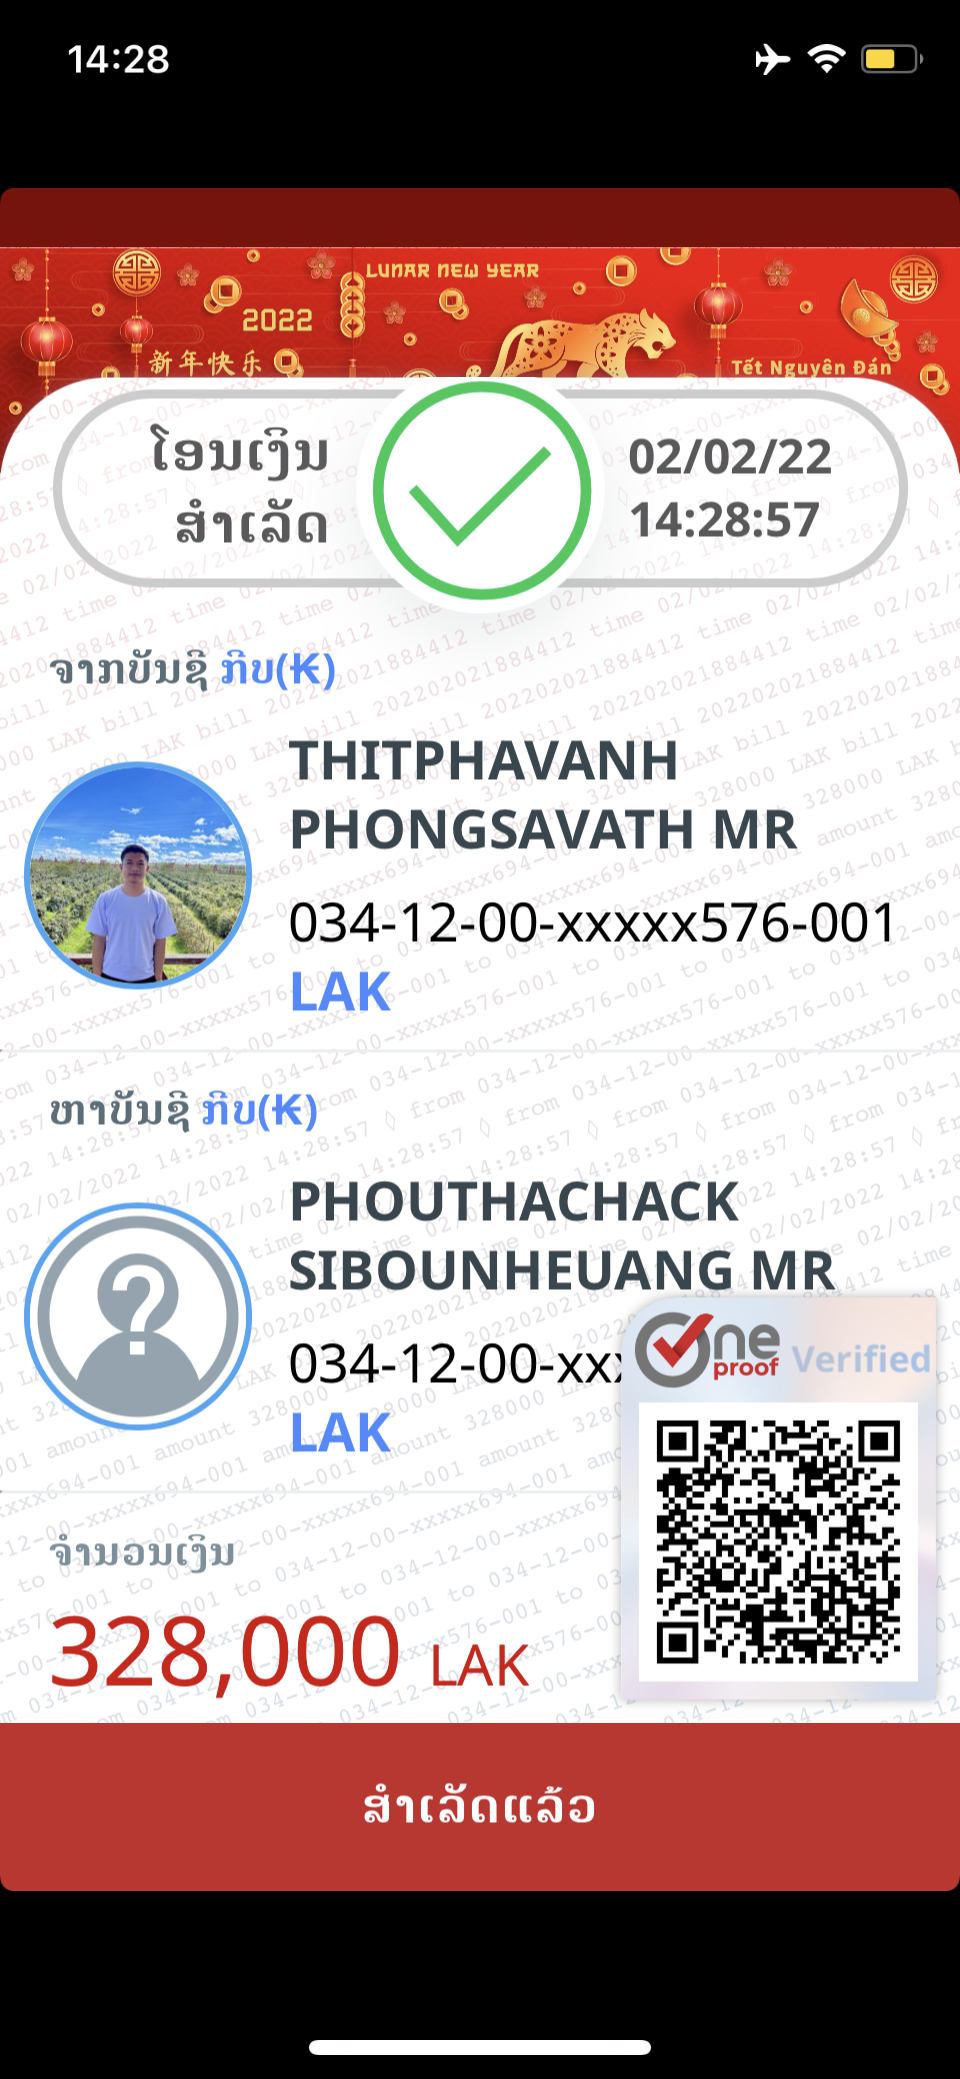 14:28
LUNAR NEW YEAR
2022
新年快乐
Tết Nguyên Đán
ໂອນເງິນ
ສຳເລັດ
02/02/22
14:28:57
ຈາກບັນຊີ ກີບ(₭)
THITPHAVANH
PHONGSAVATH MR
034-12-00-xxxxx576-001
LAK
ຫາບັນຊີ ກີບ(₭)
PHOUTHACHACK
SIBOUNHEUANG MR
034-12-00-xxx
LAK
One proof Verified
ຈຳນວນເງິນ
328,000 LAK
ສຳເລັດແລ້ວ